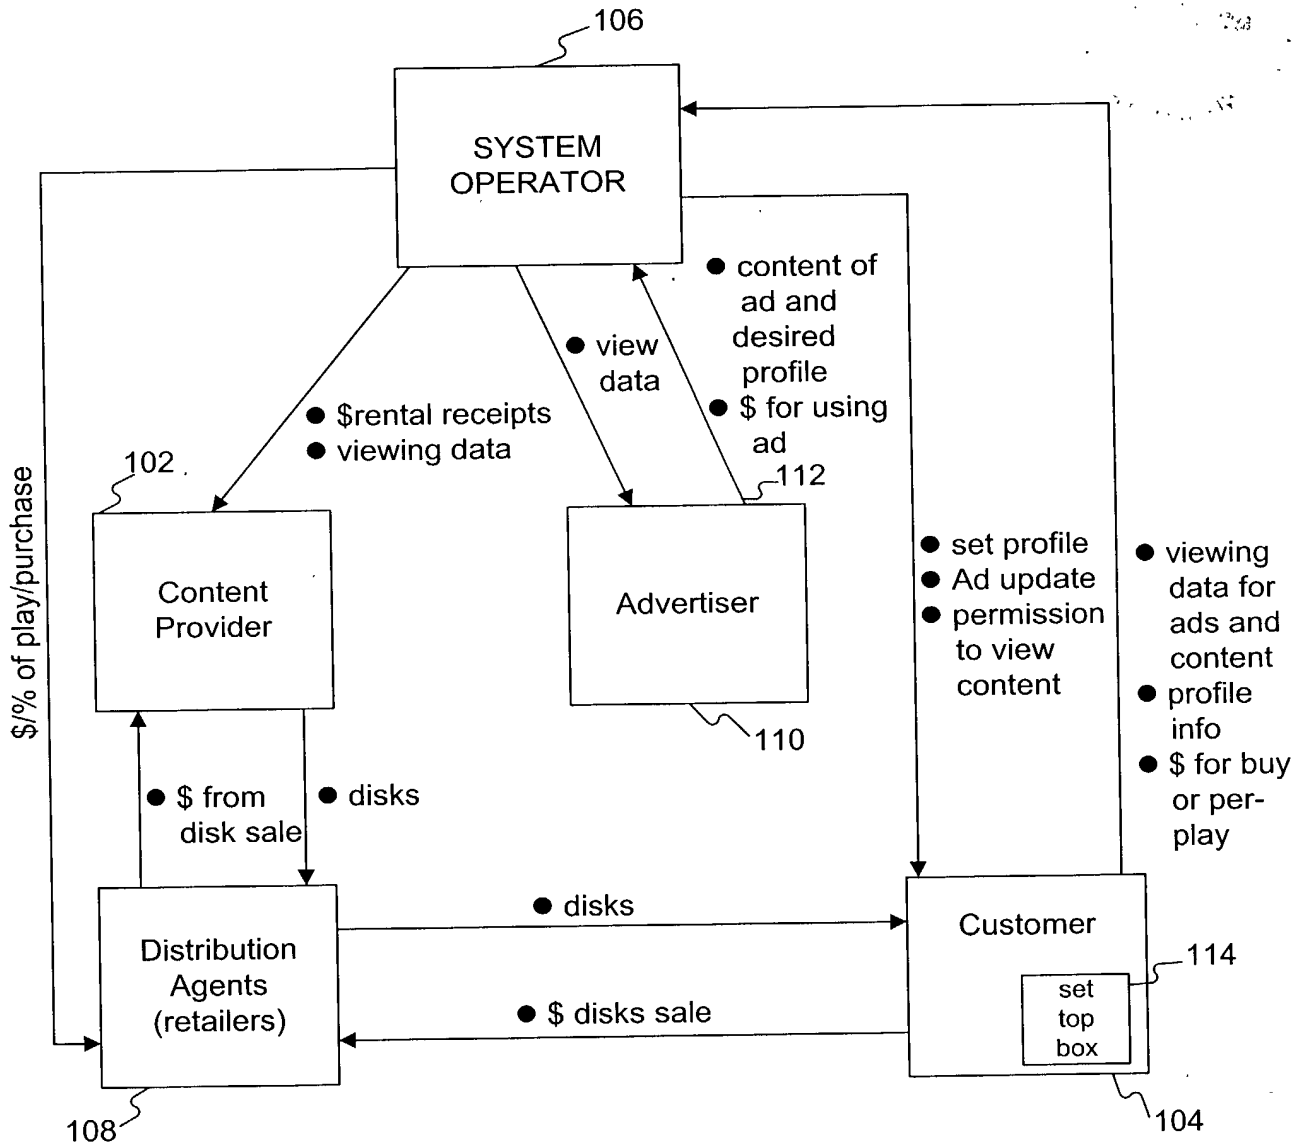 106
SYSTEM
OPERATOR
● content of
ad and
desired
profile
● $ for using
ad
● view
data
● $rental receipts
● viewing data
102
112
$/% of play/purchase
Content
Provider
Advertiser
● set profile
● Ad update
● permission
to view
content
● viewing
data for
ads and
content
● profile
info
● $ for buy
or per-
play
110
● $ from
disk sale
● disks
● disks
Distribution
Agents
(retailers)
Customer
114
set
top
box
● $ disks sale
108
104